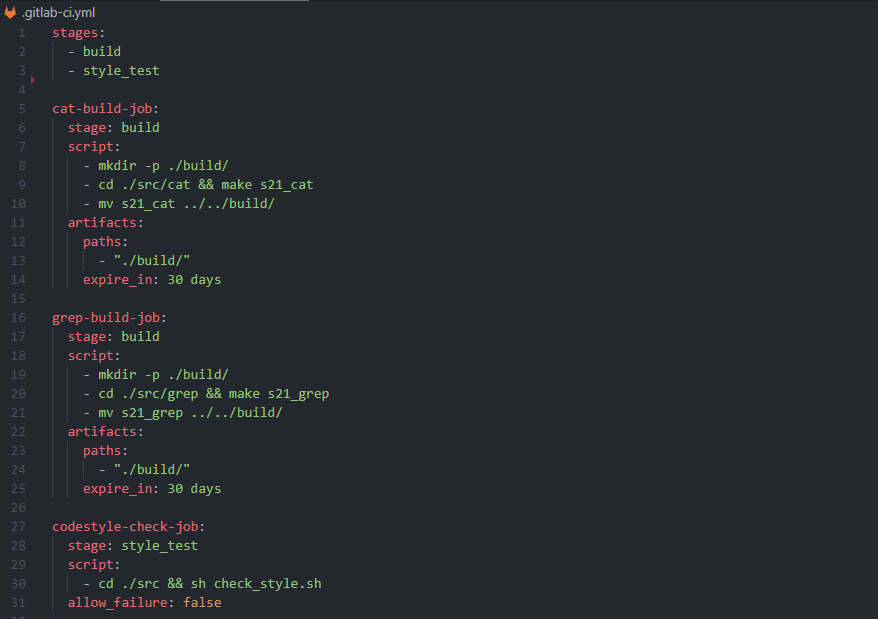 .gitlab-ci.yml
1 stages:
2 - build
3 - style_test
4
5 cat-build-job:
6 stage: build
7 script:
8 - mkdir -p ./build/
9 - cd ./src/cat && make s21_cat
10 - mv s21_cat ../../build/
11 artifacts:
12 paths:
13 - "./build/"
14 expire_in: 30 days
15
16 grep-build-job:
17 stage: build
18 script:
19 - mkdir -p ./build/
20 - cd ./src/grep && make s21_grep
21 - mv s21_grep ../../build/
22 artifacts:
23 paths:
24 - "./build/"
25 expire_in: 30 days
26
27 codestyle-check-job:
28 stage: style_test
29 script:
30 - cd ./src && sh check_style.sh
31 allow_failure: false